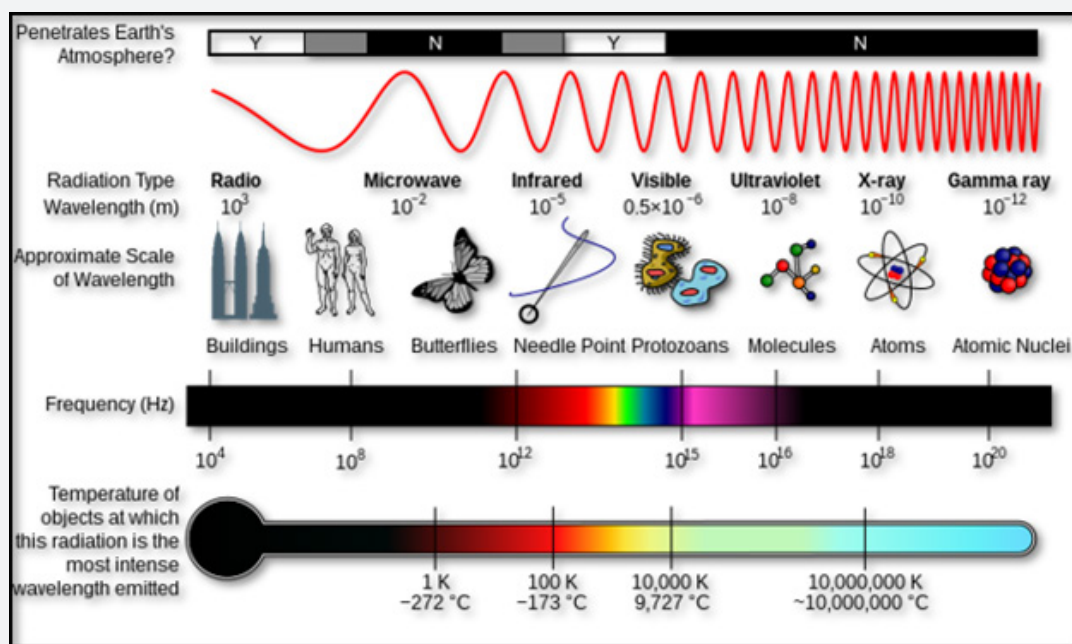 Penetrates Earth's
Atmosphere?
Y N Y N
Radiation Type
Radio Microwave Infrared Visible Ultraviolet X-ray Gamma ray
Wavelength (m)
10³ 10⁻² 10⁻⁵ 0.5×10⁻⁶ 10⁻⁸ 10⁻¹⁰ 10⁻¹²
Approximate Scale
of Wavelength
Buildings Humans Butterflies Needle Point Protozoans Molecules Atoms Atomic Nuclei
Frequency (Hz)
10⁴ 10⁸ 10¹² 10¹⁵ 10¹⁶ 10¹⁸ 10²⁰
Temperature of
objects at which
this radiation is the
most intense
wavelength emitted
1 K 100 K 10,000 K 10,000,000 K
−272 °C −173 °C 9,727 °C ~10,000,000 °C